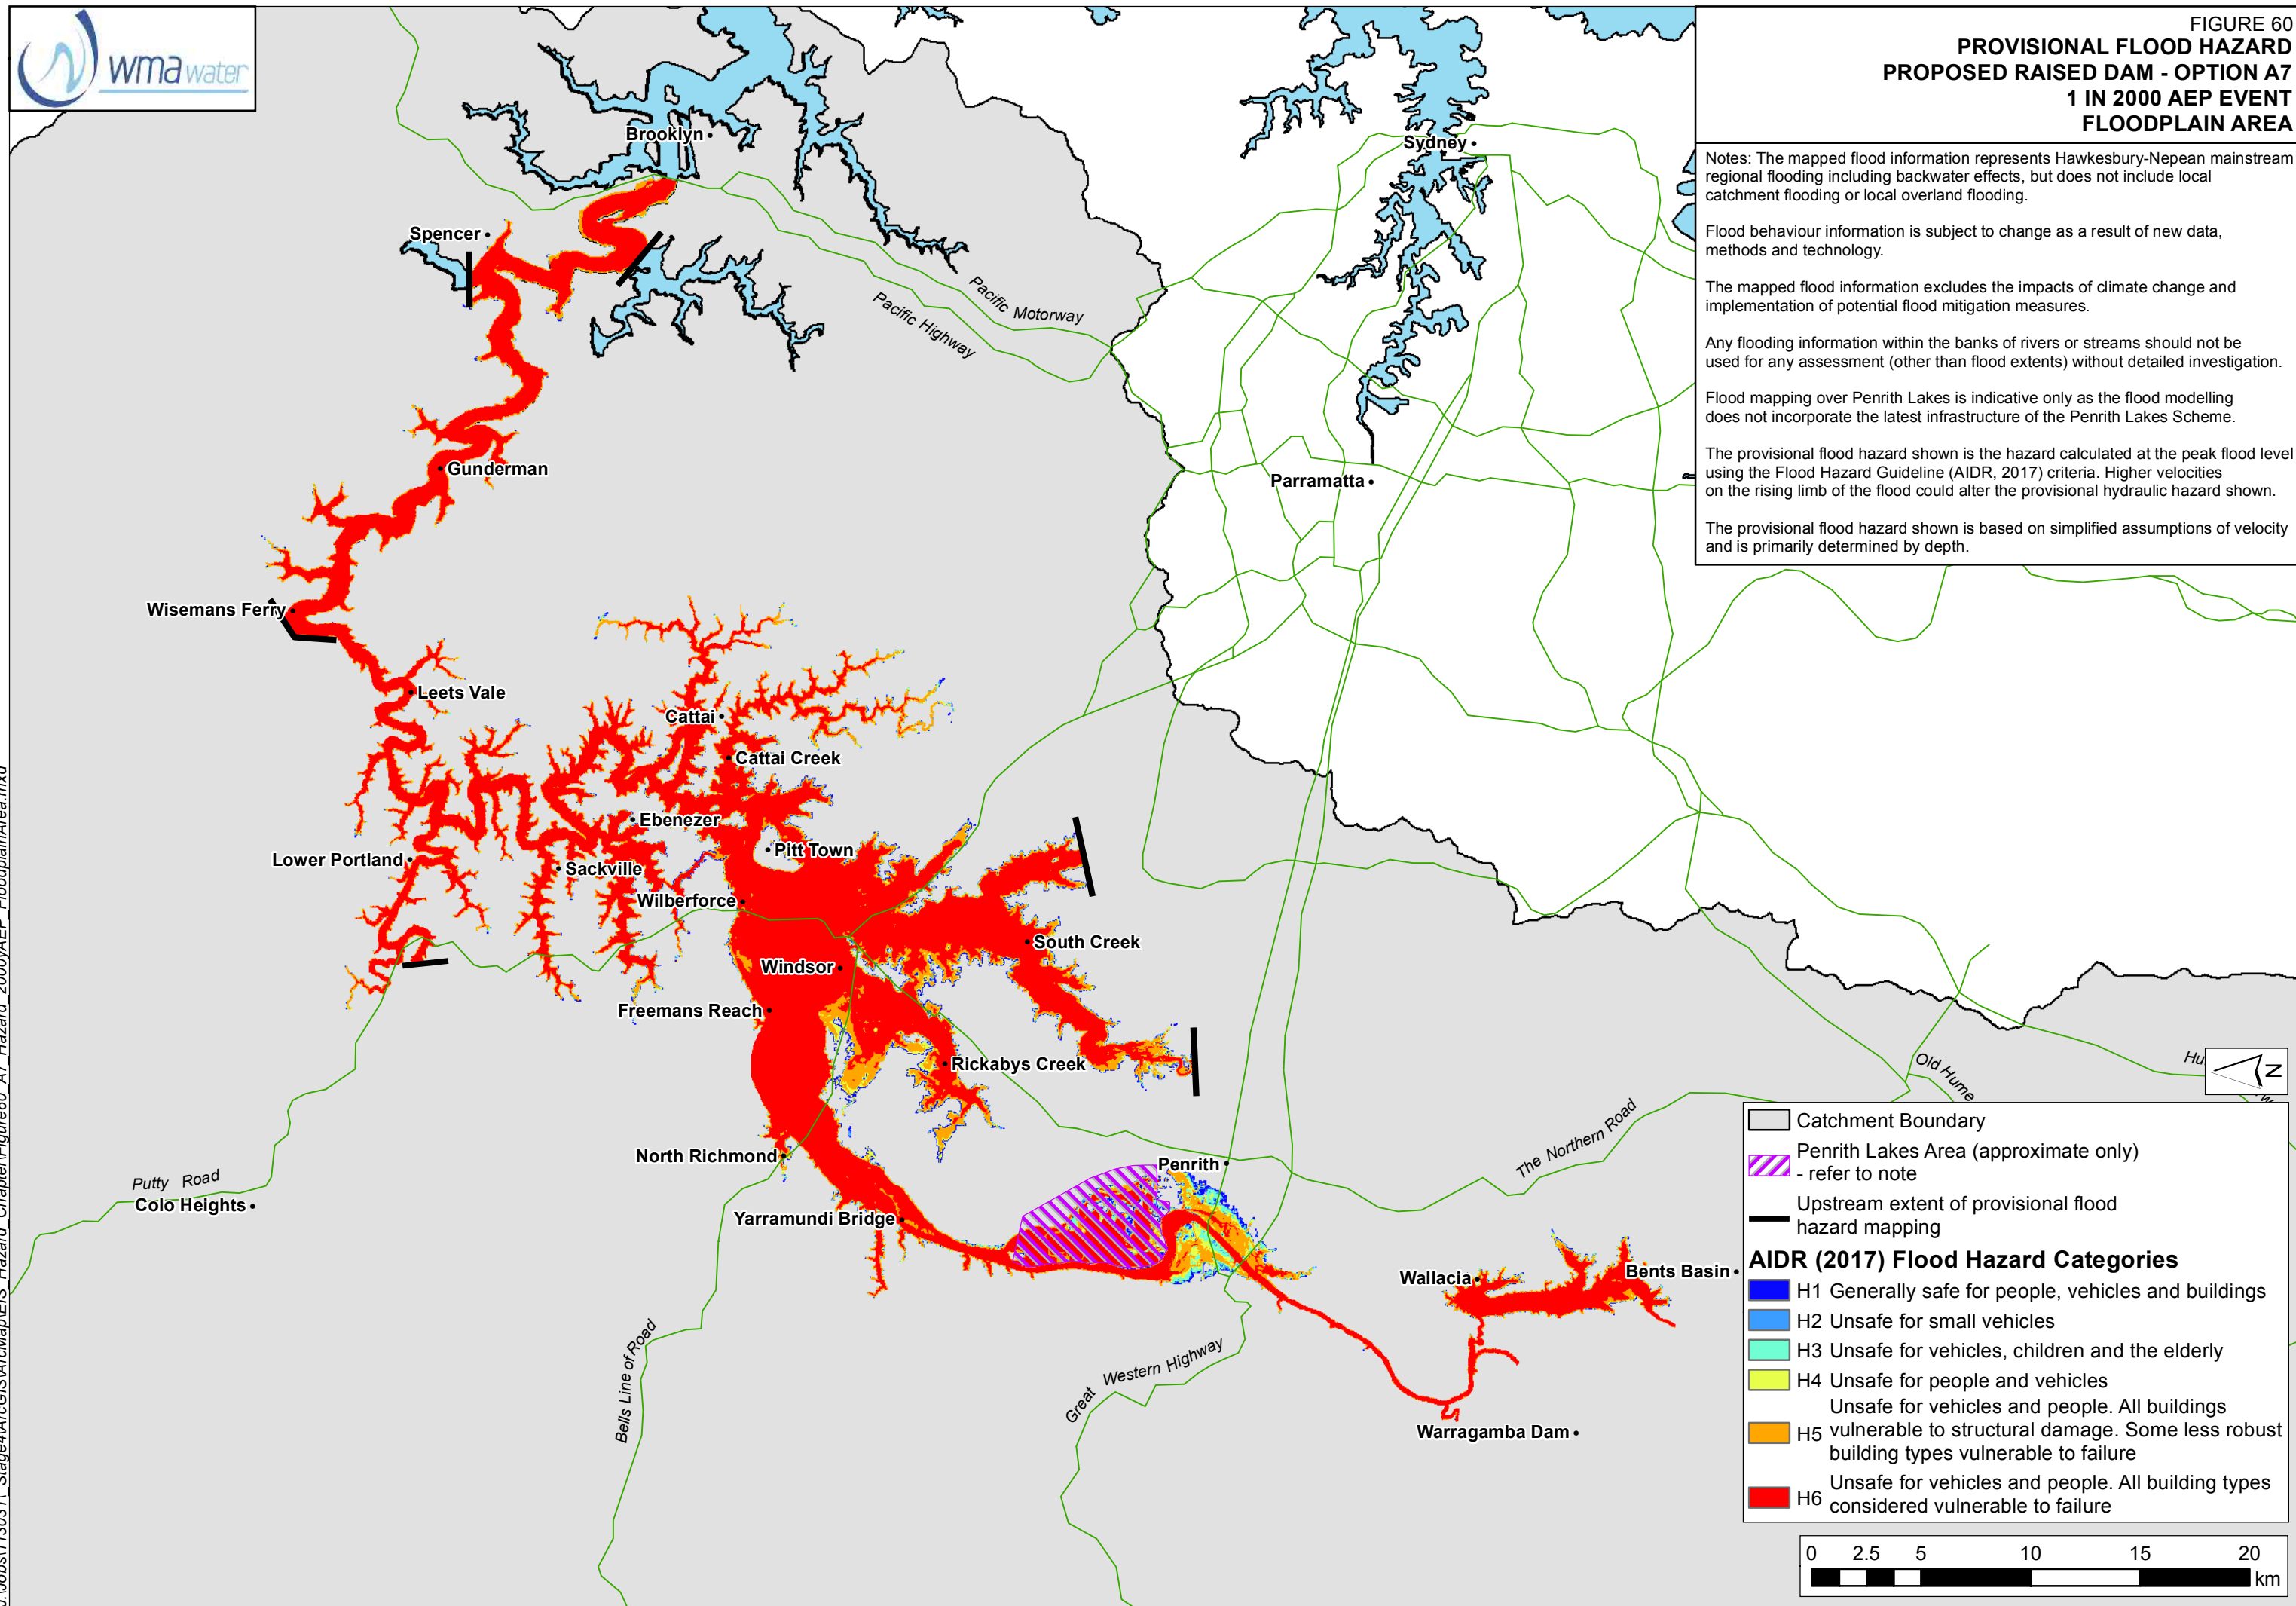 wma water
FIGURE 60
PROVISIONAL FLOOD HAZARD
PROPOSED RAISED DAM - OPTION A7
1 IN 2000 AEP EVENT
FLOODPLAIN AREA
Notes: The mapped flood information represents Hawkesbury-Nepean mainstream
regional flooding including backwater effects, but does not include local
catchment flooding or local overland flooding.
Flood behaviour information is subject to change as a result of new data,
methods and technology.
The mapped flood information excludes the impacts of climate change and
implementation of potential flood mitigation measures.
Any flooding information within the banks of rivers or streams should not be
used for any assessment (other than flood extents) without detailed investigation.
Flood mapping over Penrith Lakes is indicative only as the flood modelling
does not incorporate the latest infrastructure of the Penrith Lakes Scheme.
The provisional flood hazard shown is the hazard calculated at the peak flood level
using the Flood Hazard Guideline (AIDR, 2017) criteria. Higher velocities
on the rising limb of the flood could alter the provisional hydraulic hazard shown.
The provisional flood hazard shown is based on simplified assumptions of velocity
and is primarily determined by depth.
Brooklyn
Sydney
Spencer
Pacific Motorway
Pacific Highway
Gunderman
Parramatta
Wisemans Ferry
Leets Vale
Cattai
Cattai Creek
Ebenezer
Pitt Town
Lower Portland
Sackville
Wilberforce
South Creek
Windsor
Freemans Reach
Rickabys Creek
Old Hume
Hu
N
North Richmond
Penrith
The Northern Road
Putty Road
Colo Heights
Yarramundi Bridge
Wallacia
Bents Basin
Bells Line of Road
Great Western Highway
Warragamba Dam
Catchment Boundary
Penrith Lakes Area (approximate only)
- refer to note
Upstream extent of provisional flood
hazard mapping
AIDR (2017) Flood Hazard Categories
H1 Generally safe for people, vehicles and buildings
H2 Unsafe for small vehicles
H3 Unsafe for vehicles, children and the elderly
H4 Unsafe for people and vehicles
Unsafe for vehicles and people. All buildings
H5 vulnerable to structural damage. Some less robust
building types vulnerable to failure
Unsafe for vehicles and people. All building types
H6 considered vulnerable to failure
0 2.5 5 10 15 20
km